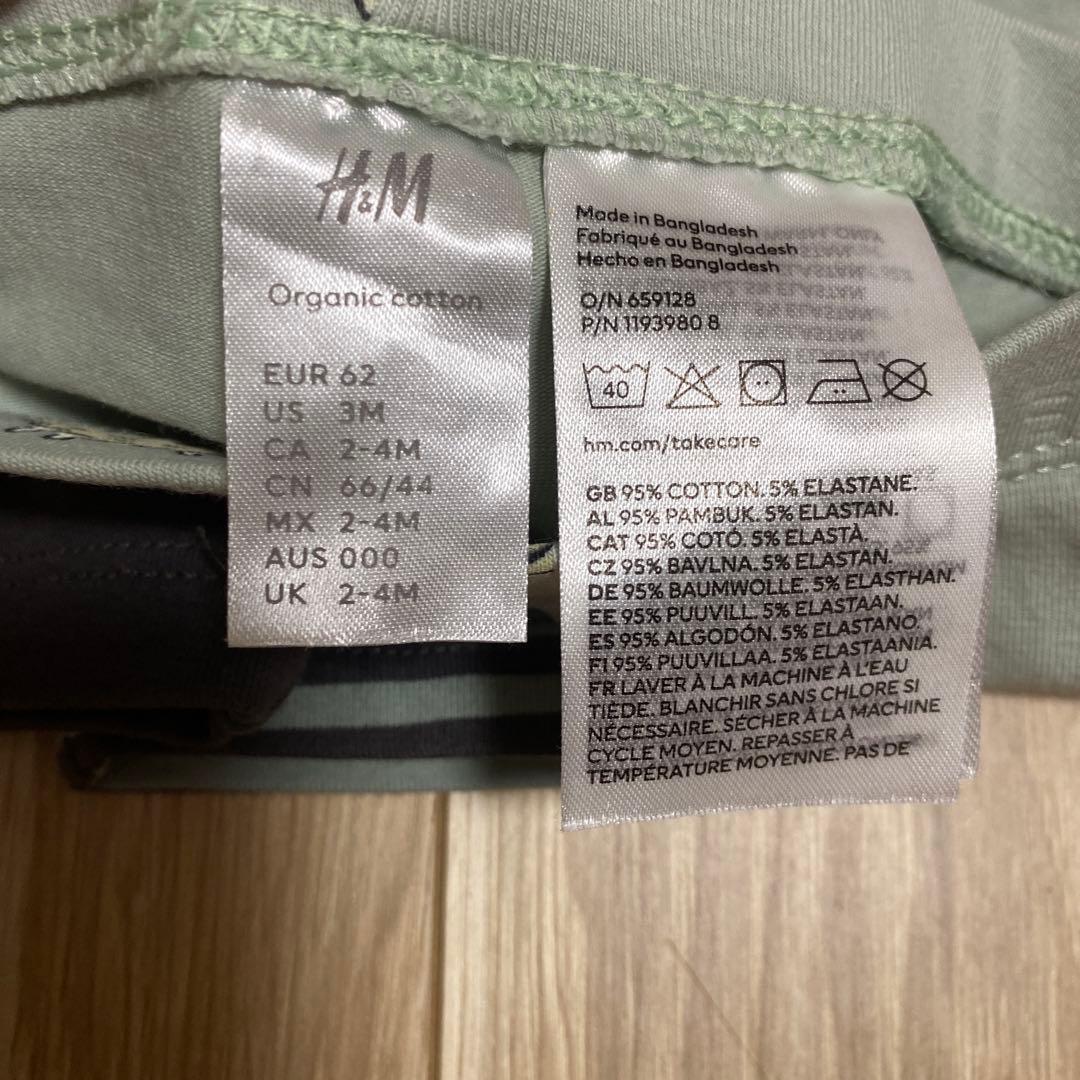 H&M
Organic cotton
EUR 62
US 3M
CA 2-4M
CN 66/44
MX 2-4M
AUS 000
UK 2-4M
Made in Bangladesh
Fabriqué au Bangladesh
Hecho en Bangladesh
O/N 659128
P/N 1193980 8
40
hm.com/takecare
GB 95% COTTON. 5% ELASTANE.
AL 95% PAMBUK. 5% ELASTAN.
CAT 95% COTÓ. 5% ELASTÀ.
CZ 95% BAVLNA. 5% ELASTAN.
DE 95% BAUMWOLLE. 5% ELASTHAN.
EE 95% PUUVILL. 5% ELASTAAN.
ES 95% ALGODÓN. 5% ELASTANO.
FI 95% PUUVILLAA. 5% ELASTAANIA.
FR LAVER À LA MACHINE À L'EAU
TIÈDE. BLANCHIR SANS CHLORE SI
NÉCESSAIRE. SÉCHER À LA MACHINE
CYCLE MOYEN. REPASSER À
TEMPÉRATURE MOYENNE. PAS DE